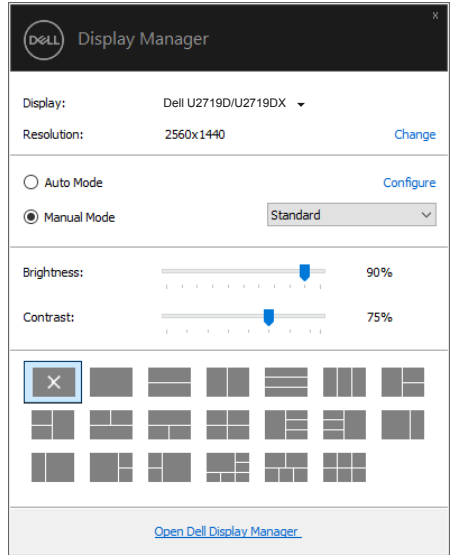 x
DELL Display Manager
Display: Dell U2719D/U2719DX
Resolution: 2560x1440 Change
Auto Mode Configure
Manual Mode Standard
Brightness: 90%
Contrast: 75%
Open Dell Display Manager